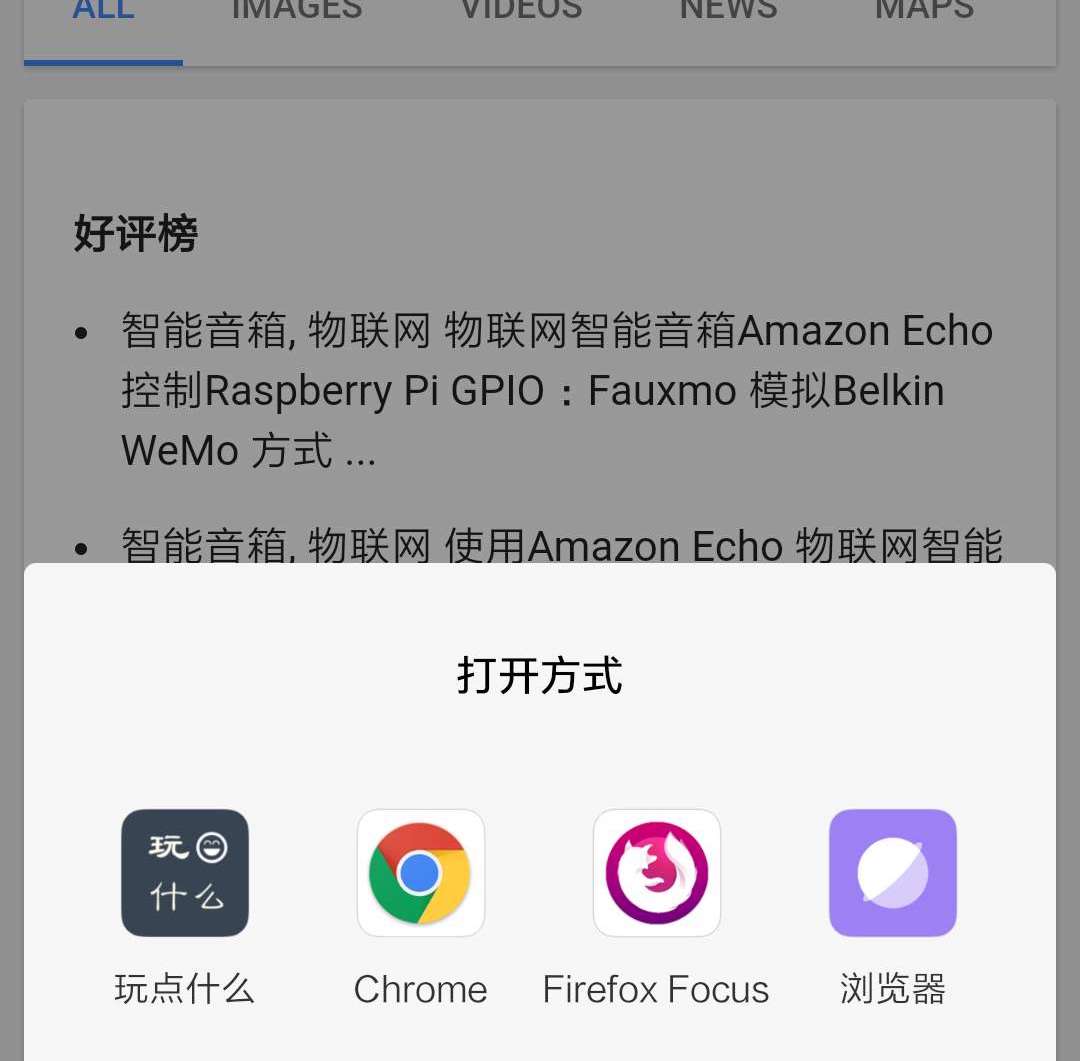 ALL IMAGES VIDEOS NEWS MAPS
好评榜
• 智能音箱, 物联网 物联网智能音箱Amazon Echo
控制Raspberry Pi GPIO：Fauxmo 模拟Belkin
WeMo 方式 ...
• 智能音箱, 物联网 使用Amazon Echo 物联网智能
打开方式
玩
什么
玩点什么 Chrome Firefox Focus 浏览器